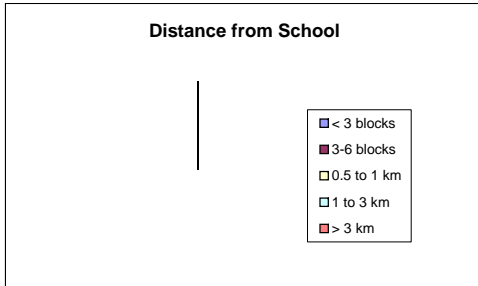 Distance from School
< 3 blocks
3-6 blocks
0.5 to 1 km
1 to 3 km
> 3 km